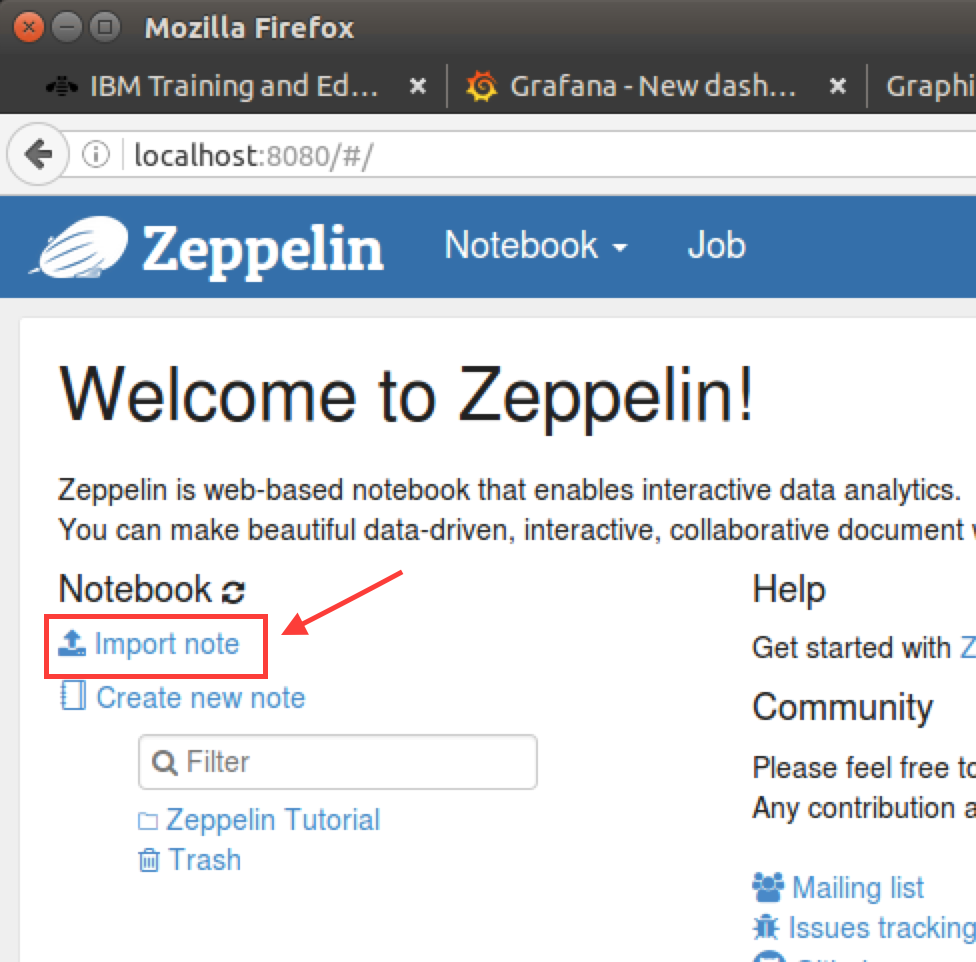 Mozilla Firefox
IBM Training and Ed... × Grafana - New dash... × Graphi
localhost:8080/#/
Zeppelin Notebook Job
Welcome to Zeppelin!
Zeppelin is web-based notebook that enables interactive data analytics.
You can make beautiful data-driven, interactive, collaborative document
Notebook
Import note
Create new note
Filter
Zeppelin Tutorial
Trash
Help
Get started with Z
Community
Please feel free to
Any contribution a
Mailing list
Issues tracking